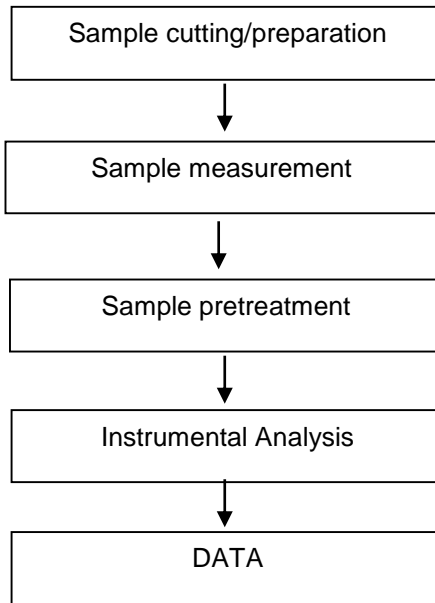 Sample cutting/preparation
Sample measurement
Sample pretreatment
Instrumental Analysis
DATA